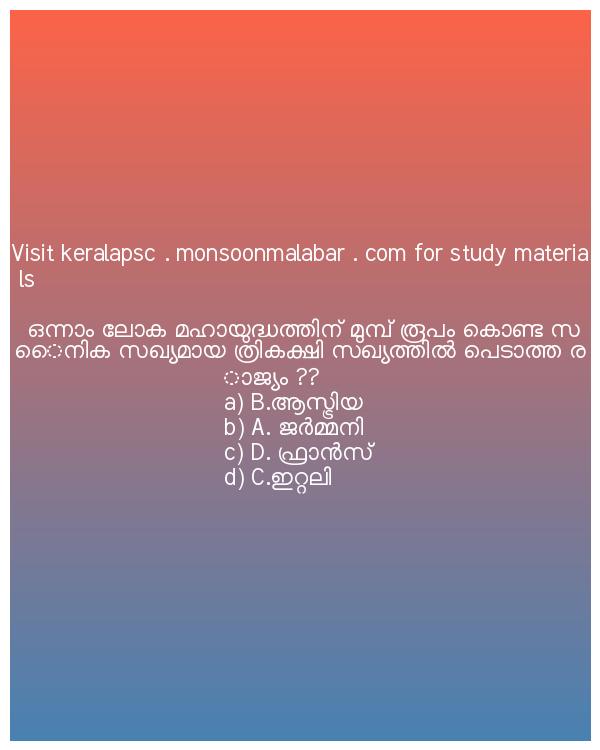 Visit keralapsc . monsoonmalabar . com for study materia
ls
ഒന്നാം ലോക മഹായുദ്ധത്തിന് മുമ്പ് രൂപം കൊണ്ട സ
ൈനിക സഖ്യമായ ത്രികക്ഷി സഖ്യത്തിൽ പെടാത്ത ര
ാജ്യം ??
a) B.ആസ്ട്രിയ
b) A. ജർമ്മനി
c) D. ഫ്രാൻസ്
d) C.ഇറ്റലി